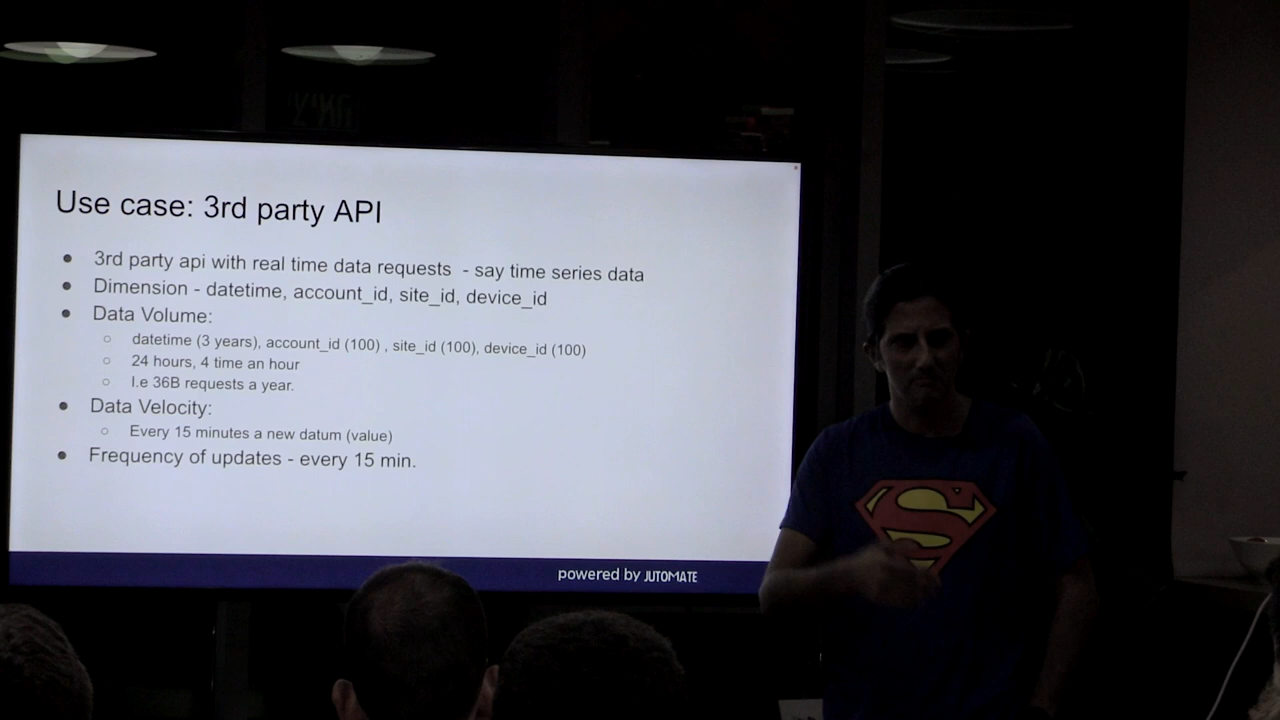 Use case: 3rd party API
3rd party api with real time data requests - say time series data
Dimension - datetime, account_id, site_id, device_id
Data Volume:
datetime (3 years), account_id (100) , site_id (100), device_id (100)
24 hours, 4 time an hour
I.e 36B requests a year.
Data Velocity:
Every 15 minutes a new datum (value)
Frequency of updates - every 15 min.
powered by JUTOMATE
S